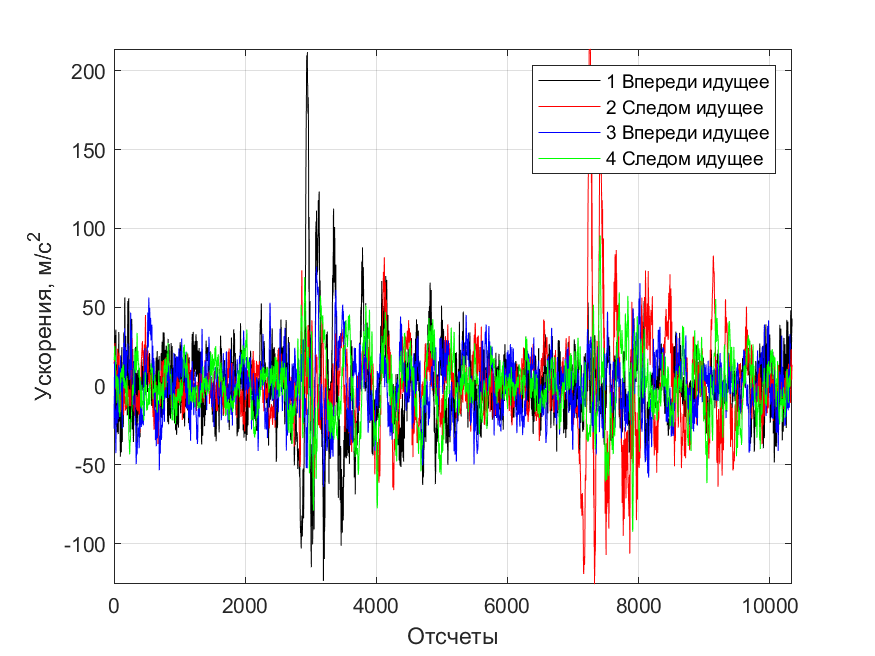 200
150
100
50
0
-50
-100
0 2000 4000 6000 8000 10000
Отсчеты
Ускорения, м/с²
1 Впереди идущее
2 Следом идущее
3 Впереди идущее
4 Следом идущее